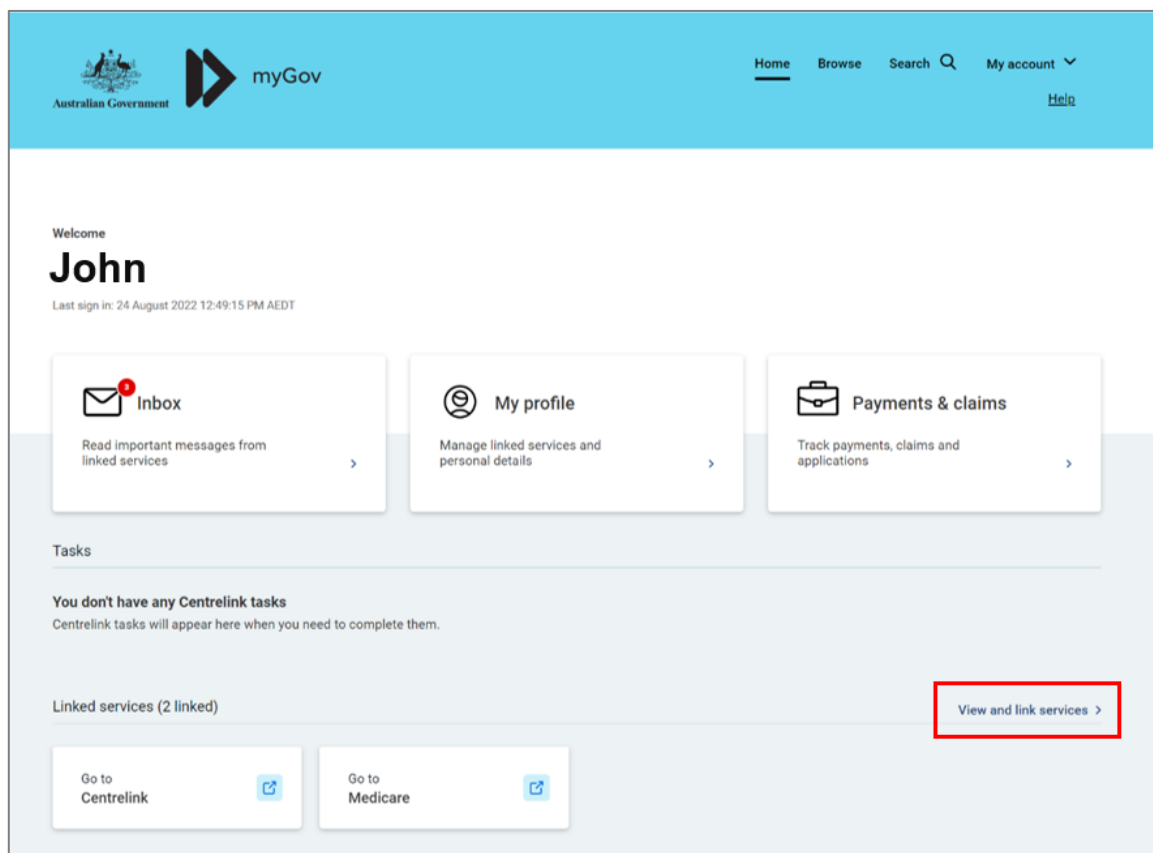 Australian Government
myGov
Home Browse Search My account
Help
Welcome
John
Last sign in: 24 August 2022 12:49:15 PM AEDT
3
Inbox
Read important messages from
linked services
My profile
Manage linked services and
personal details
Payments & claims
Track payments, claims and
applications
Tasks
You don't have any Centrelink tasks
Centrelink tasks will appear here when you need to complete them.
Linked services (2 linked)
View and link services
Go to
Centrelink
Go to
Medicare